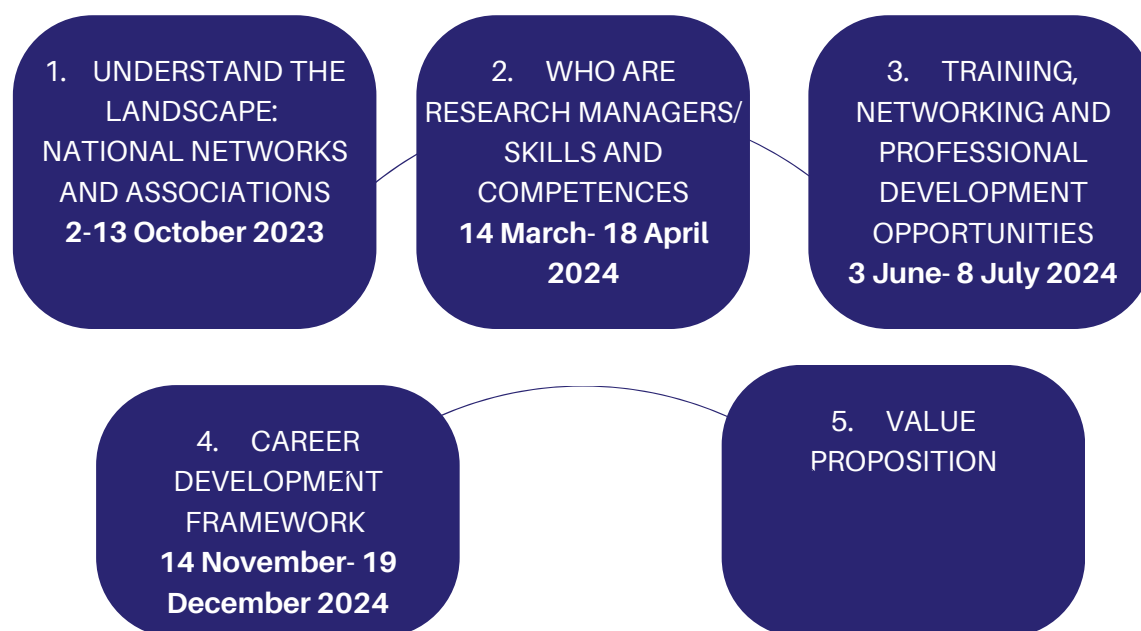 1. UNDERSTAND THE
LANDSCAPE:
NATIONAL NETWORKS
AND ASSOCIATIONS
2-13 October 2023
2. WHO ARE
RESEARCH MANAGERS/
SKILLS AND
COMPETENCES
14 March- 18 April
2024
3. TRAINING,
NETWORKING AND
PROFESSIONAL
DEVELOPMENT
OPPORTUNITIES
3 June- 8 July 2024
4. CAREER
DEVELOPMENT
FRAMEWORK
14 November- 19
December 2024
5. VALUE
PROPOSITION